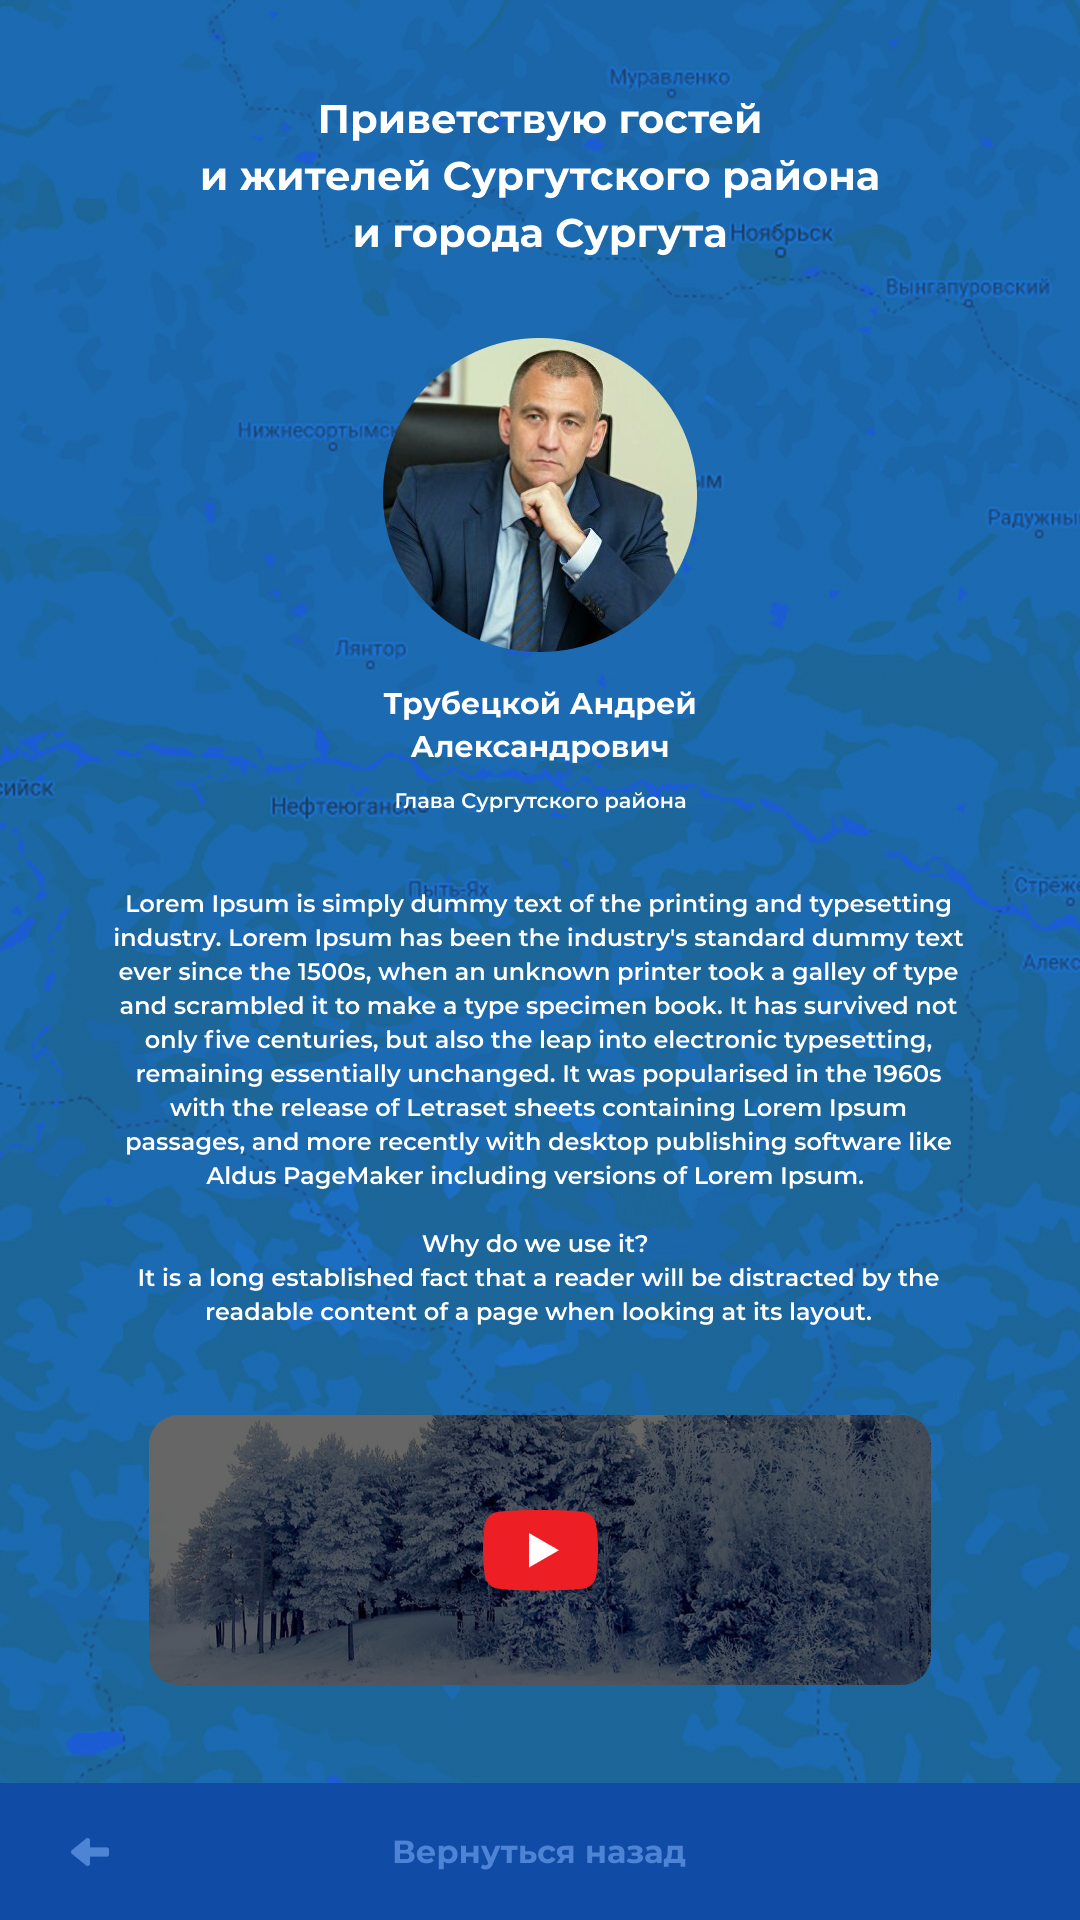 Муравленко
Приветствую гостей
и жителей Сургутского района
и города Сургута
Ноябрьск
Вынгапуровский
Нижнесортымс
ым
Радужны
Лянтор
Трубецкой Андрей
Александрович
сийск
Нефтеюганск
Глава Сургутского района
Пыть-Ях
Стреже
Lorem Ipsum is simply dummy text of the printing and typesetting
industry. Lorem Ipsum has been the industry's standard dummy text
ever since the 1500s, when an unknown printer took a galley of type
Алекс
and scrambled it to make a type specimen book. It has survived not
only five centuries, but also the leap into electronic typesetting,
remaining essentially unchanged. It was popularised in the 1960s
with the release of Letraset sheets containing Lorem Ipsum
passages, and more recently with desktop publishing software like
Aldus PageMaker including versions of Lorem Ipsum.
Why do we use it?
It is a long established fact that a reader will be distracted by the
readable content of a page when looking at its layout.
Вернуться назад